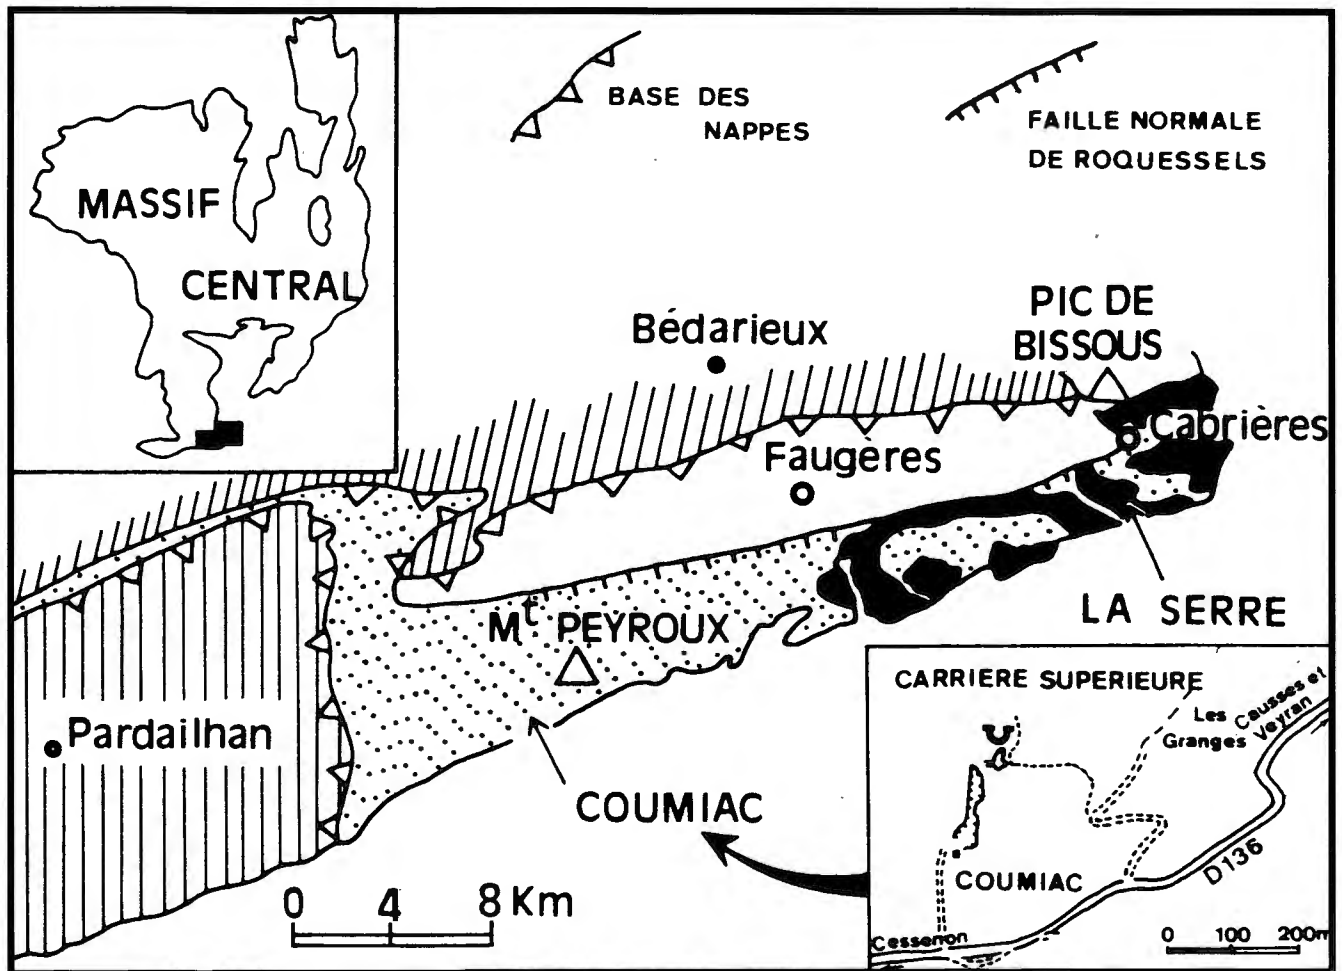 MASSIF
CENTRAL
BASE DES
NAPPES
FAILLE NORMALE
DE ROQUESSELS
PIC DE
BISSOUS
Bédarieux
Cabrières
Faugères
LA SERRE
Mt PEYROUX
Pardailhan
COUMIAC
0 4 8 Km
CARRIERE SUPERIEURE
Les
Granges
Causses et
Veyran
D136
COUMIAC
Cessenon
0 100 200m